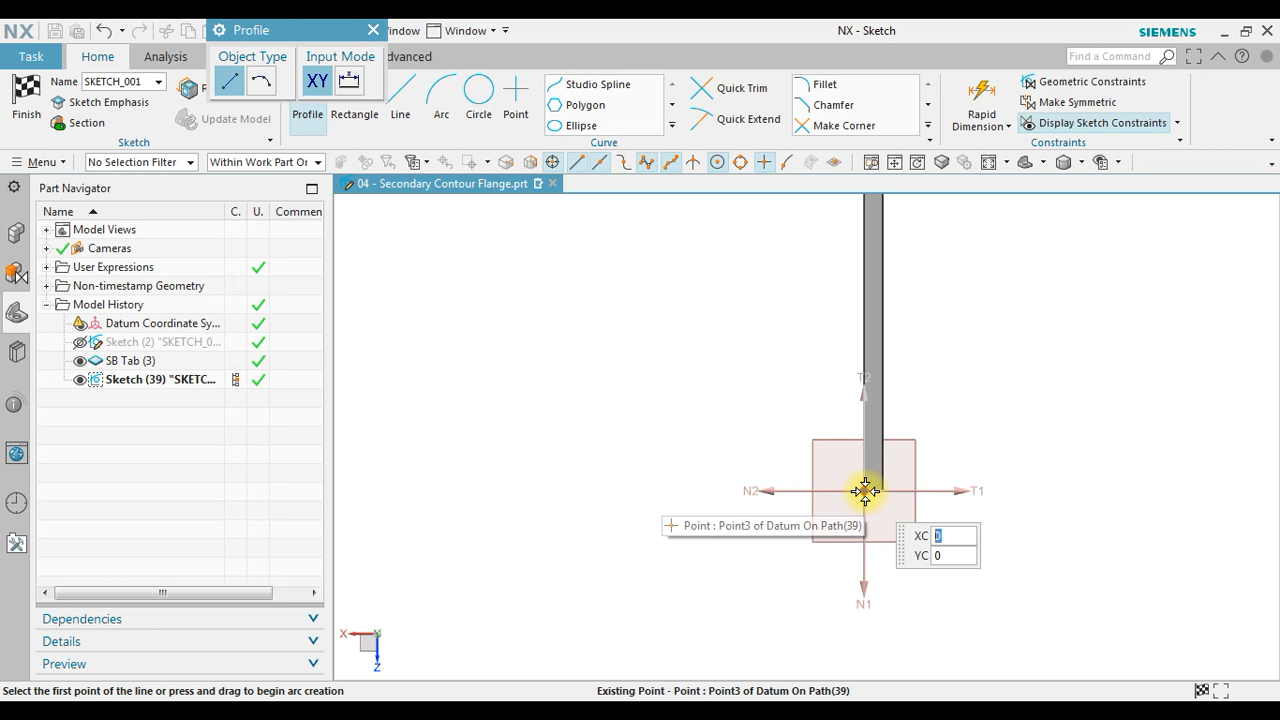 NX
Window
Window
NX - Sketch
SIEMENS
Profile
Object Type
Input Mode
XY
Task
Home
Analysis
dvanced
Find a Command
Finish
Name SKETCH_001
Sketch Emphasis
Section
Update Model
Sketch
Profile
Rectangle
Line
Arc
Circle
Point
Studio Spline
Polygon
Ellipse
Quick Trim
Quick Extend
Fillet
Chamfer
Make Corner
Curve
Rapid
Dimension
Geometric Constraints
Make Symmetric
Display Sketch Constraints
Constraints
Menu
No Selection Filter
Within Work Part Or
Part Navigator
04 - Secondary Contour Flange.prt
Name
C.
U.
Commen
Model Views
Cameras
User Expressions
Non-timestamp Geometry
Model History
Datum Coordinate Sy...
Sketch (2) "SKETCH_0...
SB Tab (3)
Sketch (39) "SKETC...
Dependencies
Details
Preview
T2
N2
T1
N1
Point : Point3 of Datum On Path(39)
XC 0
YC 0
X
Y
Z
Select the first point of the line or press and drag to begin arc creation
Existing Point - Point : Point3 of Datum On Path(39)